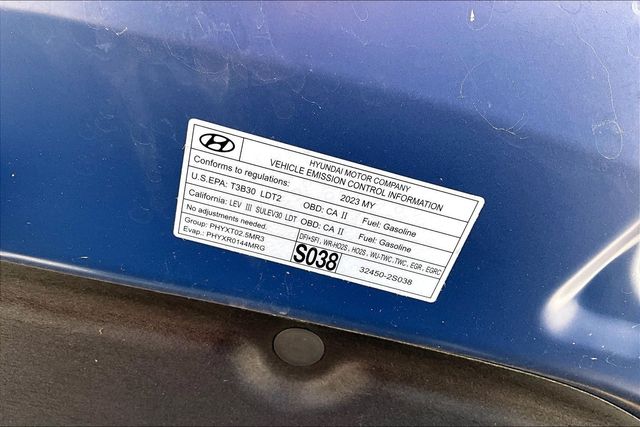 HYUNDAI MOTOR COMPANY
VEHICLE EMISSION CONTROL INFORMATION
Conforms to regulations: 2023 MY
U.S.EPA: T3B30 LDT2 OBD: CA II Fuel: Gasoline
California: LEV III SULEV30 LDT OBD: CA II Fuel: Gasoline
No adjustments needed. DFI+SFI, WR-HO2S, HO2S, WU-TWC, TWC, EGR, EGRC
Group: PHYXT02.5MR3
Evap.: PHYXR0144MRG
S038 32450-2S038